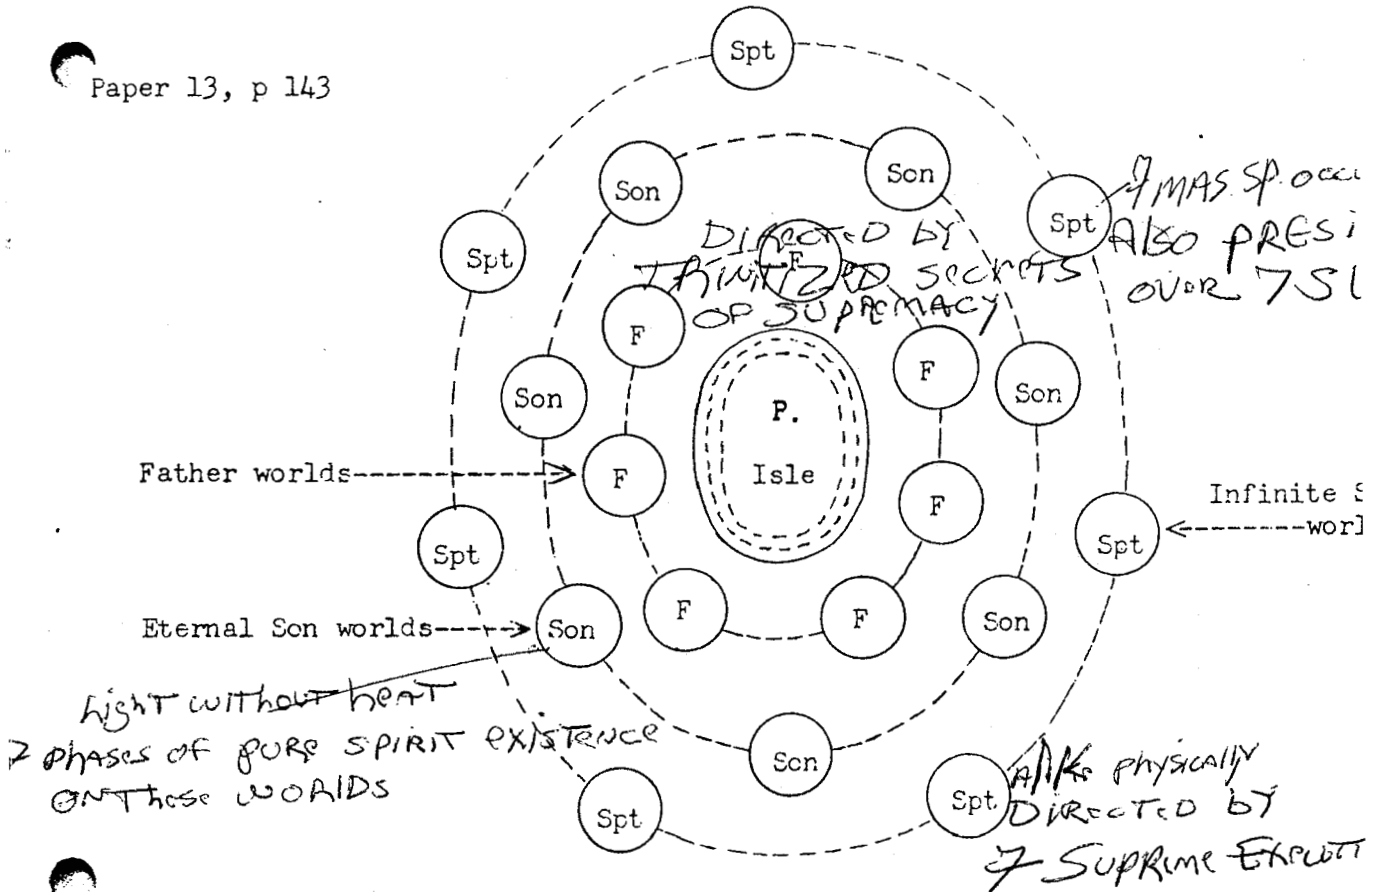 Paper 13, p 143
Spt
Son
Son
Spt
7 MAS. SP. occu
Also PRESi
OVER 7 S
Spt
DIRECTED BY
TRINITIZED SECRETS
OF SUPREMACY
F
F
F
Son
Son
P.
Isle
Father worlds
F
F
Infinite S
worl
Spt
Spt
Eternal Son worlds
Son
F
F
Son
Light without heat
7 phases of pure SPIRIT existence
ON These WORlDS
Son
Spt
Spt
Alike physically
DIRECTED by
7 SUPREME